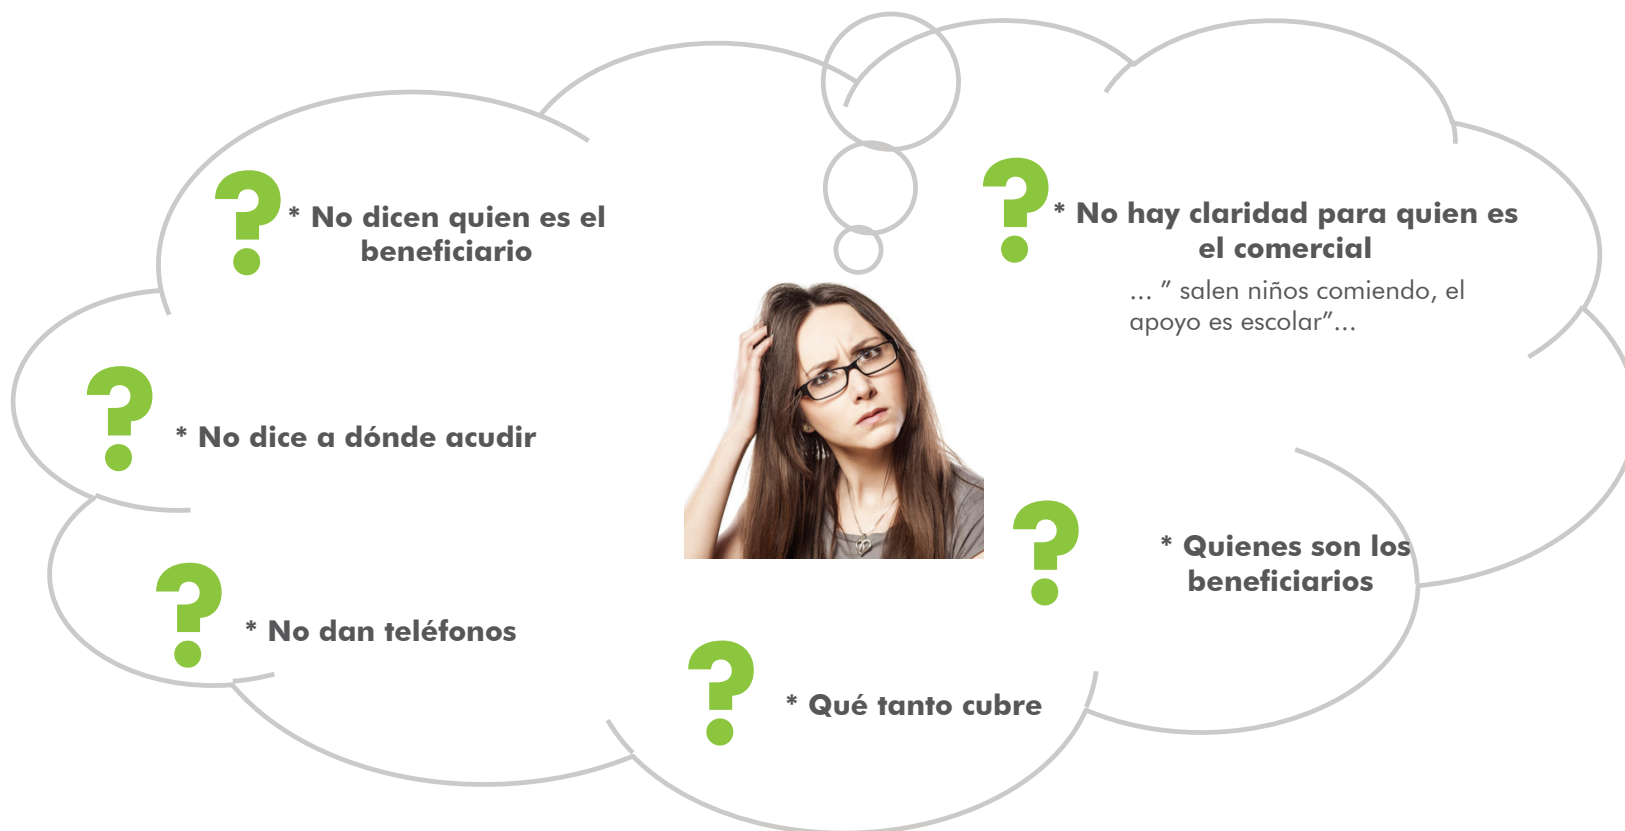 * No dicen quien es el
beneficiario
* No hay claridad para quien es
el comercial
... ” salen niños comiendo, el
apoyo es escolar”...
* No dice a dónde acudir
* Quienes son los
beneficiarios
* No dan teléfonos
* Qué tanto cubre